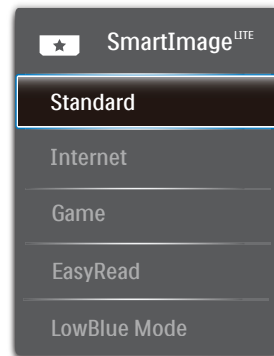 SmartImage LITE
Standard
Internet
Game
EasyRead
LowBlue Mode